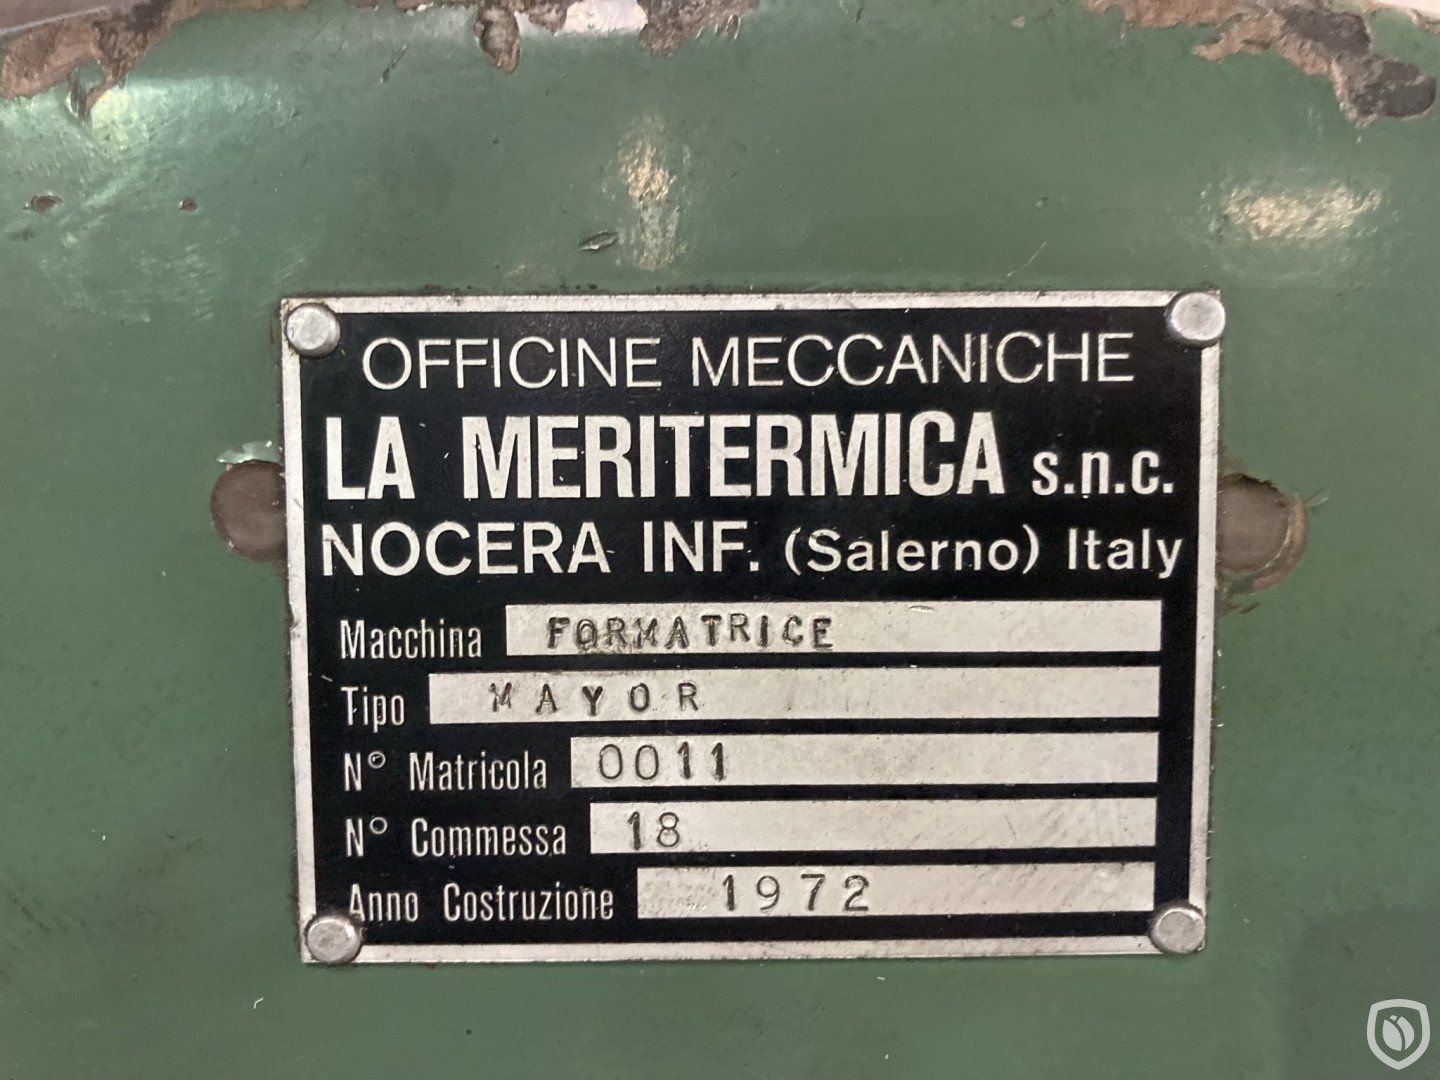 OFFICINE MECCANICHE
LA MERITERMICA s.n.c.
NOCERA INF. (Salerno) Italy
Macchina FORMATRICE
Tipo MAYOR
N° Matricola 0011
N° Commessa 18
Anno Costruzione 1972